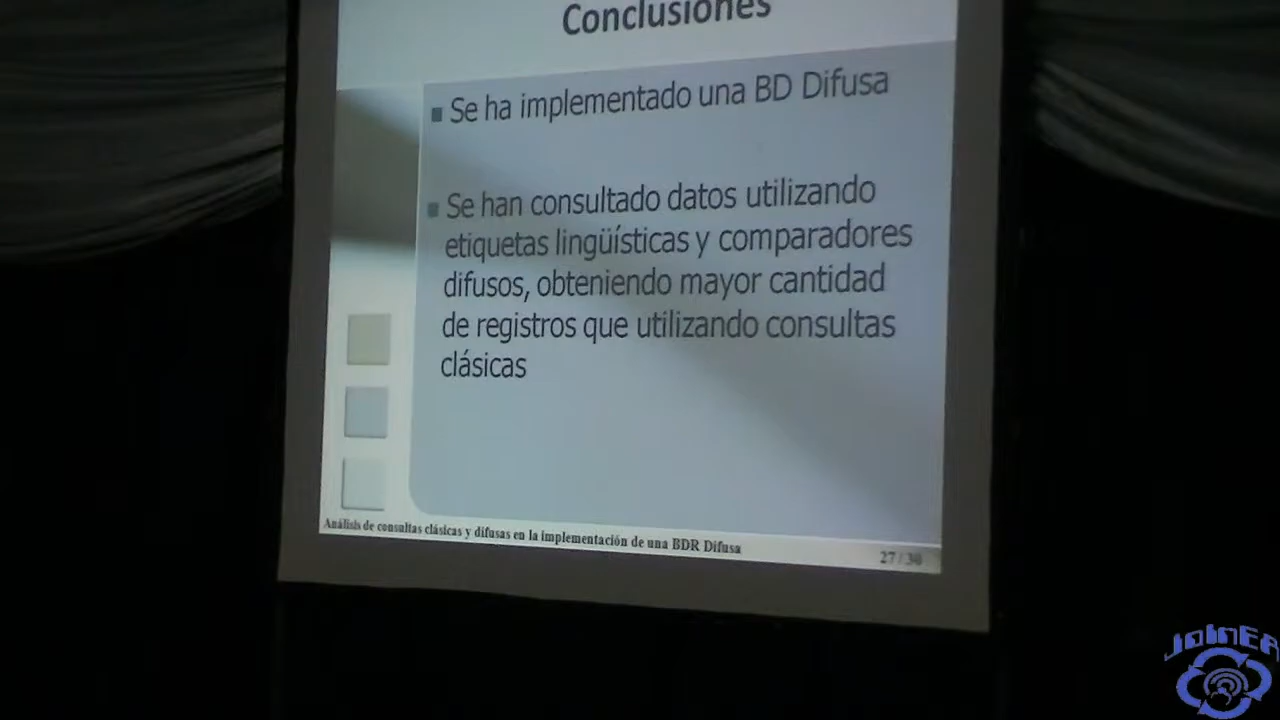 Conclusiones
Se ha implementado una BD Difusa
Se han consultado datos utilizando
etiquetas lingüísticas y comparadores
difusos, obteniendo mayor cantidad
de registros que utilizando consultas
clásicas
Análisis de consultas clásicas y difusas en la implementación de una BDR Difusa
27 / 30
JoInEA